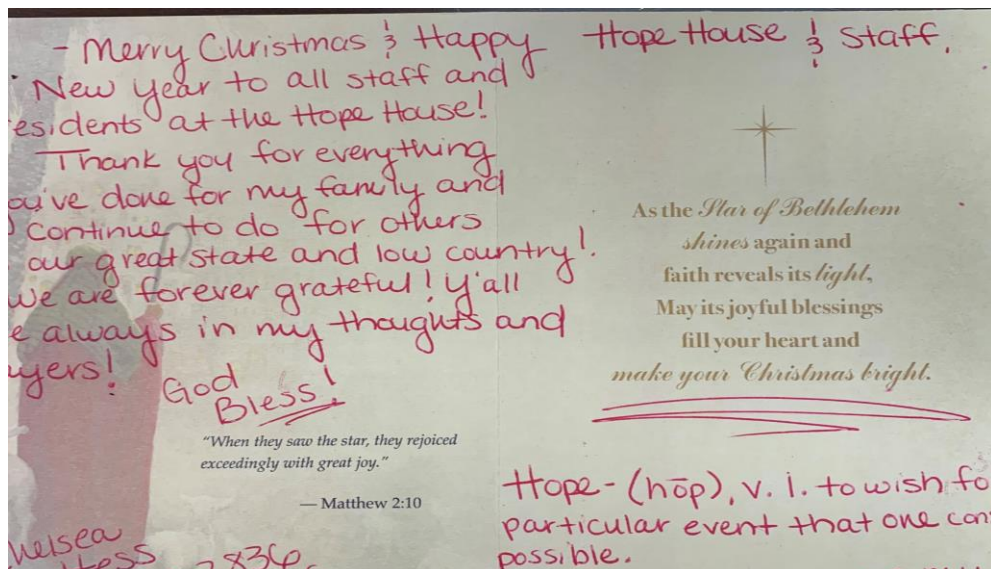 - Merry Christmas & Happy
New Year to all staff and
esidents at the Hope House!
Thank you for everything
ou've done for my family and
continue to do for others
our great state and low country!
we are forever grateful! Y'all
e always in my thoughts and
yers!
God
Bless!
"When they saw the star, they rejoiced
exceedingly with great joy."
— Matthew 2:10
helsea
2836
Hope House & Staff,
As the Star of Bethlehem
shines again and
faith reveals its light,
May its joyful blessings
fill your heart and
make your Christmas bright.
Hope - (hōp), v. i. to wish fo
particular event that one con
possible.